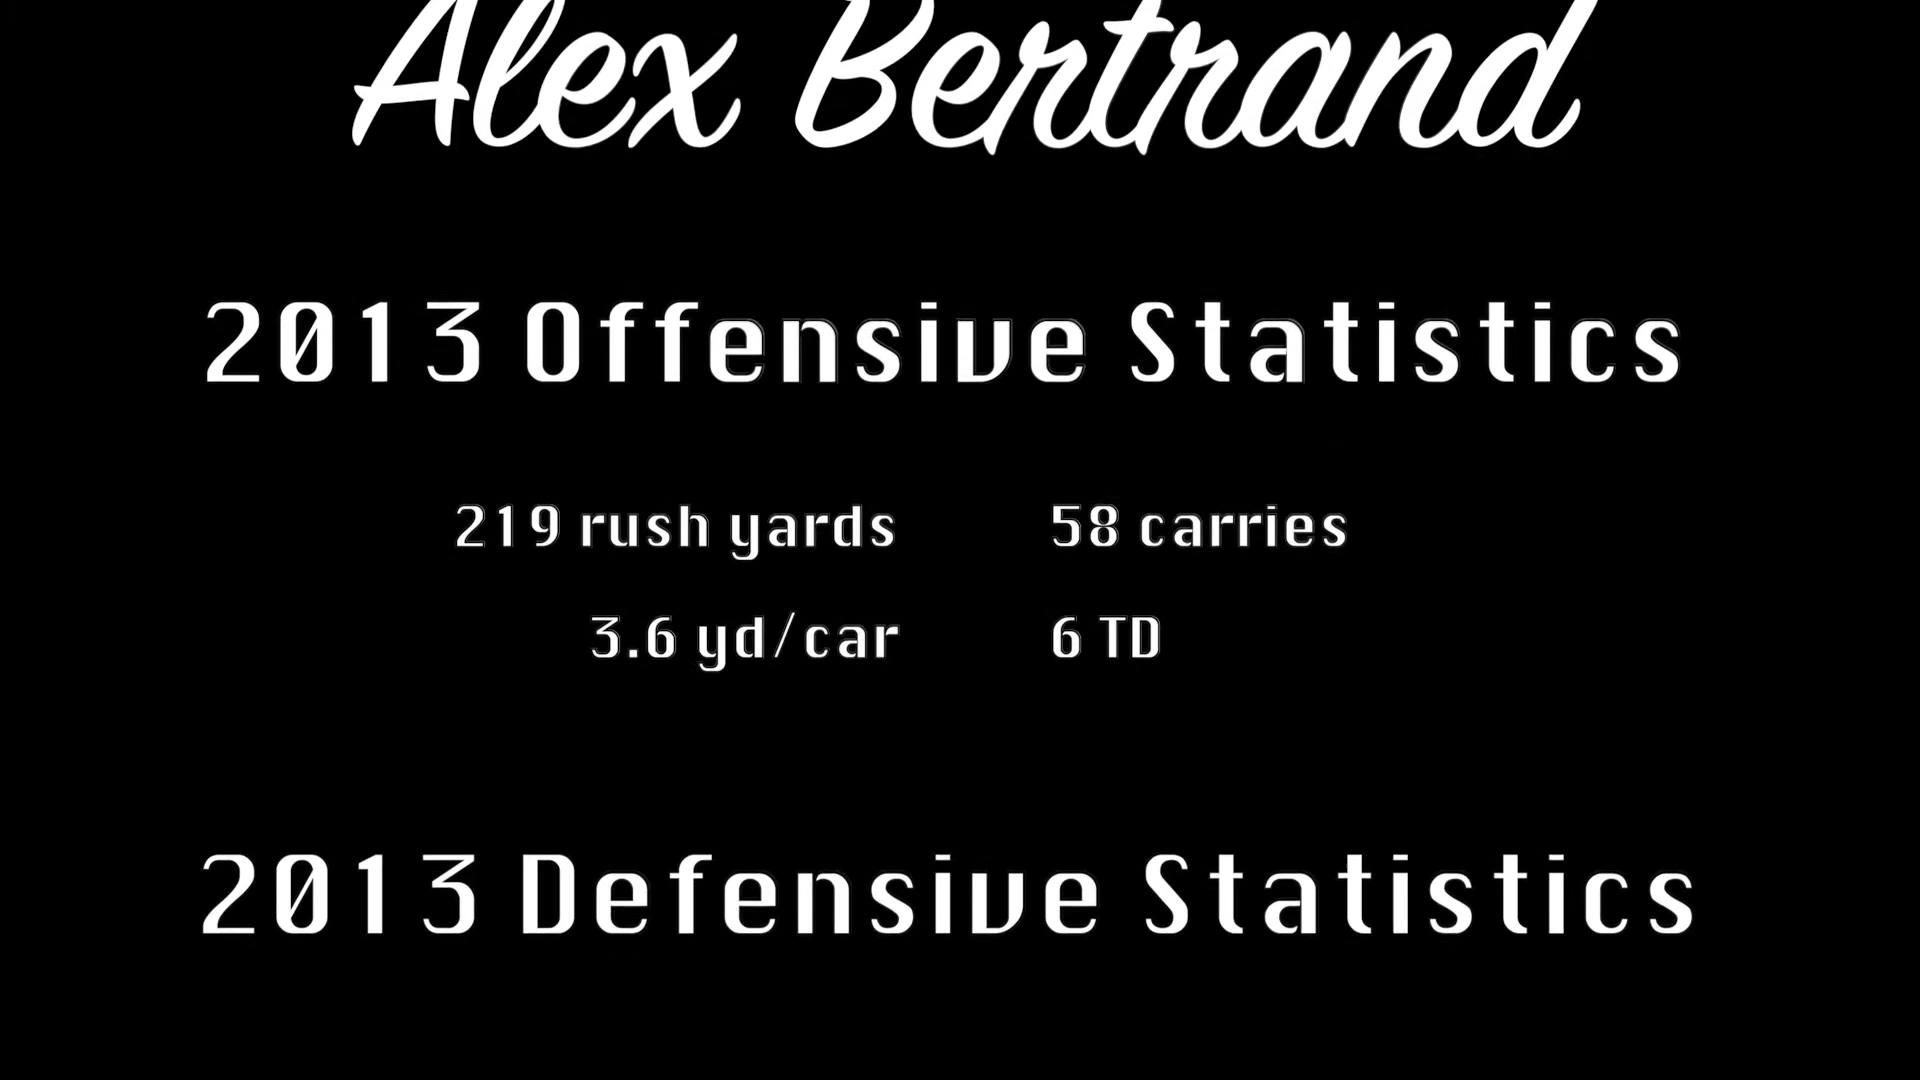 Alex Bertrand
2013 Offensive Statistics
219 rush yards 58 carries
3.6 yd/car 6 TD
2013 Defensive Statistics